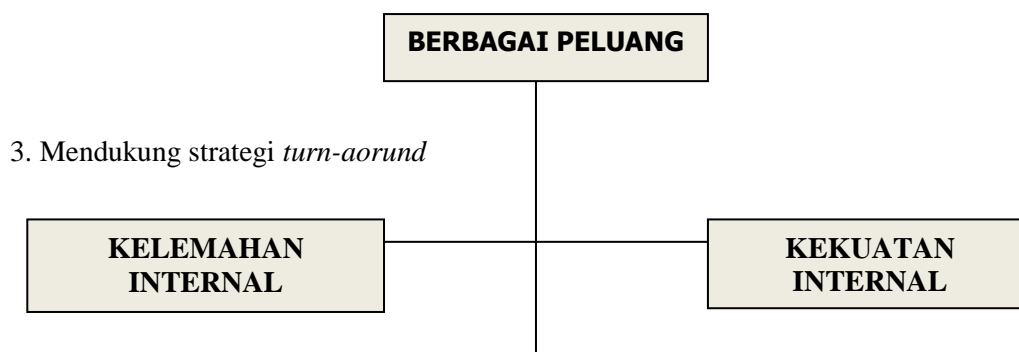 BERBAGAI PELUANG
3. Mendukung strategi turn-aorund
KELEMAHAN
INTERNAL
KEKUATAN
INTERNAL